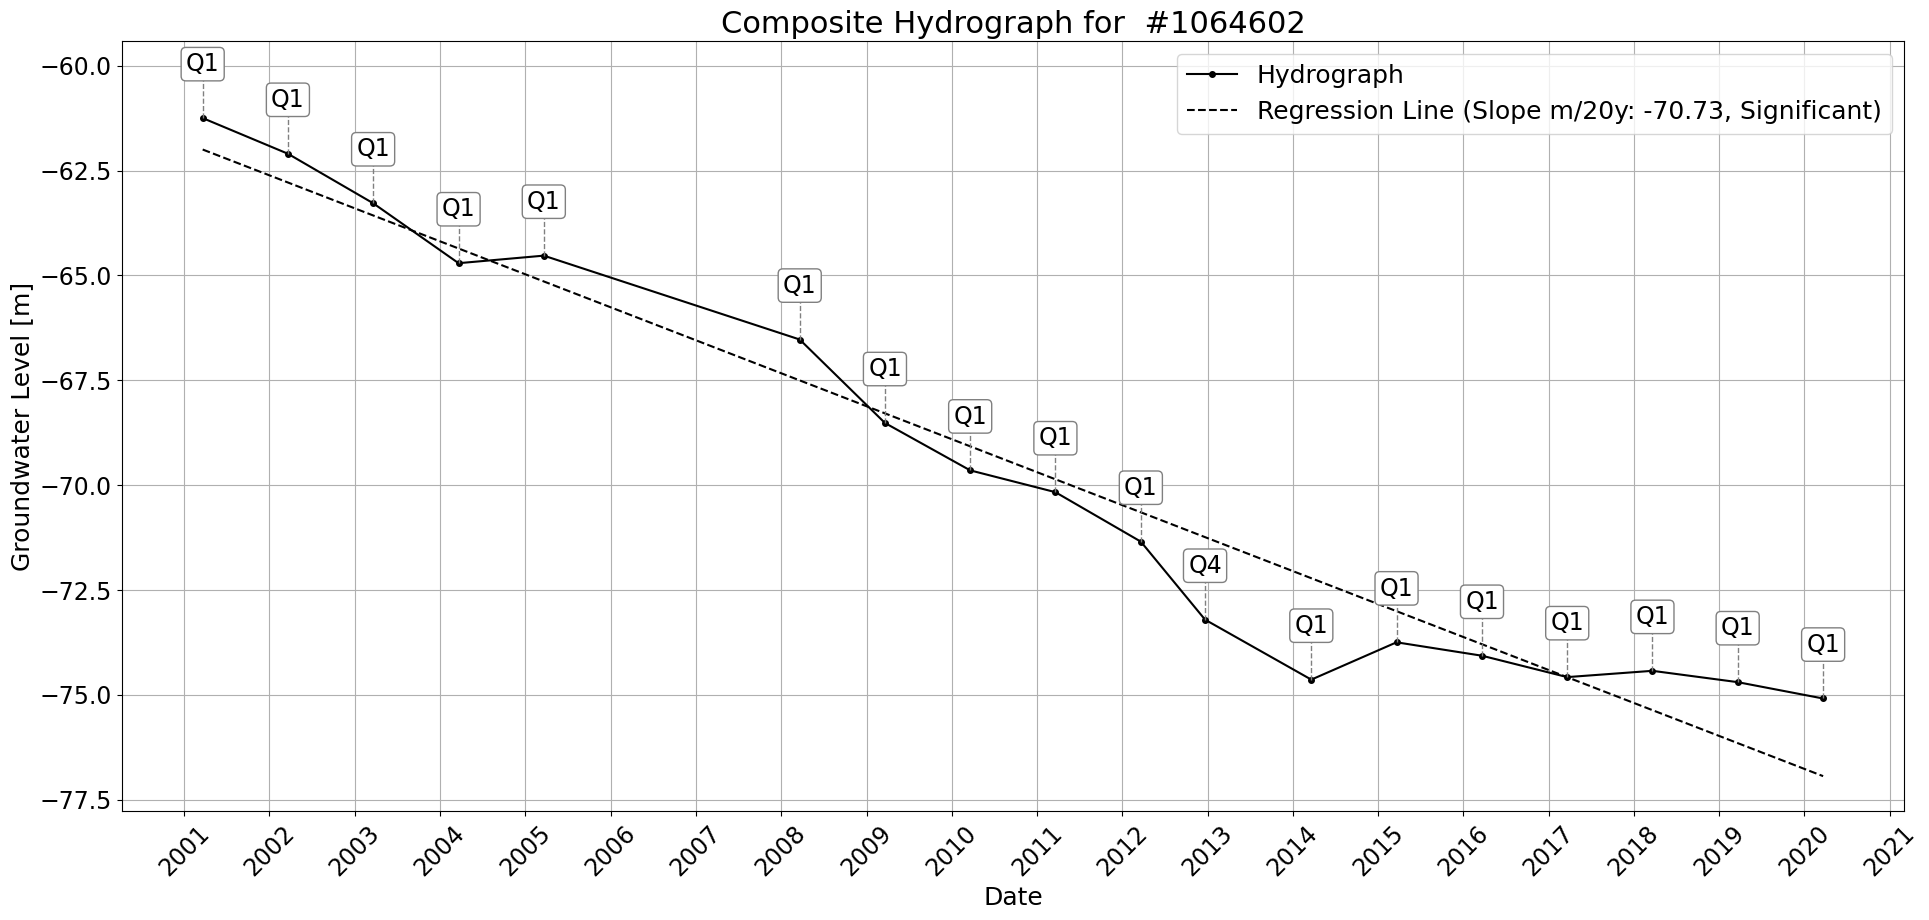 Composite Hydrograph for  #1064602
Hydrograph
Regression Line (Slope m/20y: -70.73, Significant)
Groundwater Level [m]
−60.0
−62.5
−65.0
−67.5
−70.0
−72.5
−75.0
−77.5
Q1
Q1
Q1
Q1
Q1
Q1
Q1
Q1
Q1
Q1
Q4
Q1
Q1
Q1
Q1
Q1
Q1
Q1
2001
2002
2003
2004
2005
2006
2007
2008
2009
2010
2011
2012
2013
2014
2015
2016
2017
2018
2019
2020
2021
Date